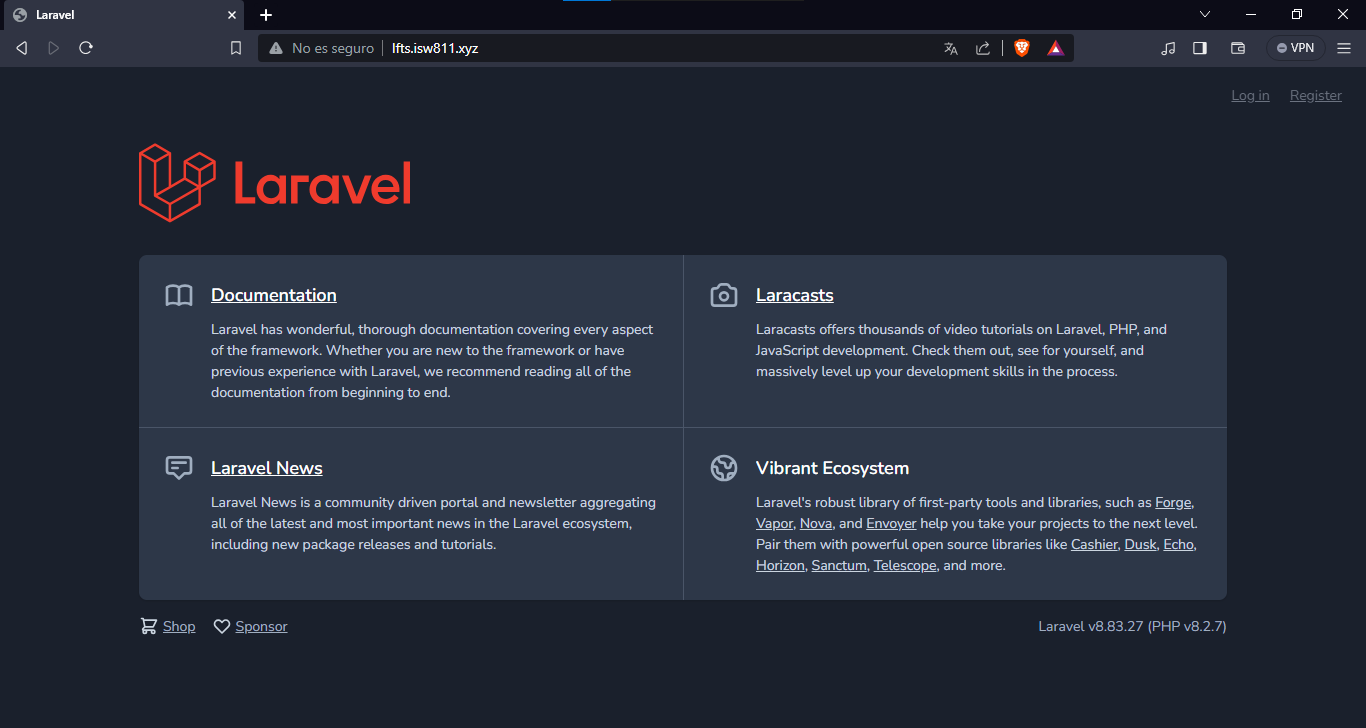 Laravel
No es seguro
lfts.isw811.xyz
VPN
Log in
Register
Laravel
Documentation
Laravel has wonderful, thorough documentation covering every aspect
of the framework. Whether you are new to the framework or have
previous experience with Laravel, we recommend reading all of the
documentation from beginning to end.
Laracasts
Laracasts offers thousands of video tutorials on Laravel, PHP, and
JavaScript development. Check them out, see for yourself, and
massively level up your development skills in the process.
Laravel News
Laravel News is a community driven portal and newsletter aggregating
all of the latest and most important news in the Laravel ecosystem,
including new package releases and tutorials.
Vibrant Ecosystem
Laravel's robust library of first-party tools and libraries, such as Forge,
Vapor, Nova, and Envoyer help you take your projects to the next level.
Pair them with powerful open source libraries like Cashier, Dusk, Echo,
Horizon, Sanctum, Telescope, and more.
Shop
Sponsor
Laravel v8.83.27 (PHP v8.2.7)